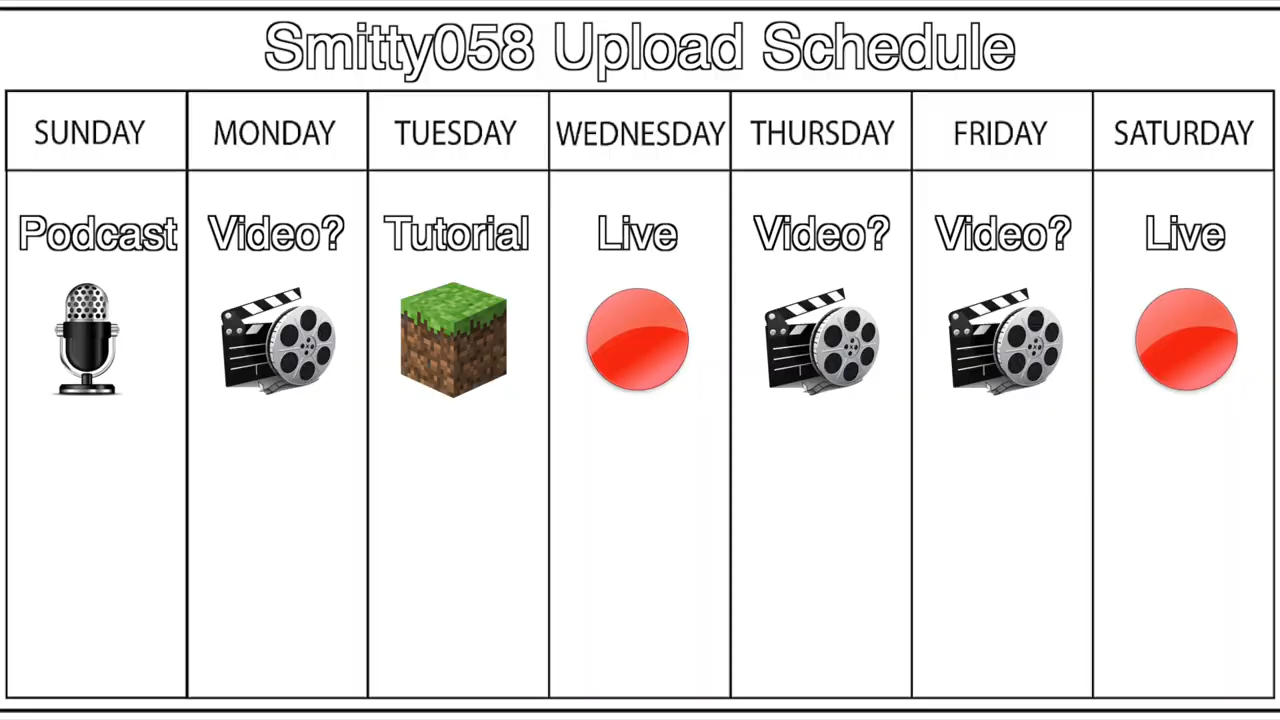 Smitty058 Upload Schedule
SUNDAY MONDAY TUESDAY WEDNESDAY THURSDAY FRIDAY SATURDAY
Podcast Video? Tutorial Live Video? Video? Live